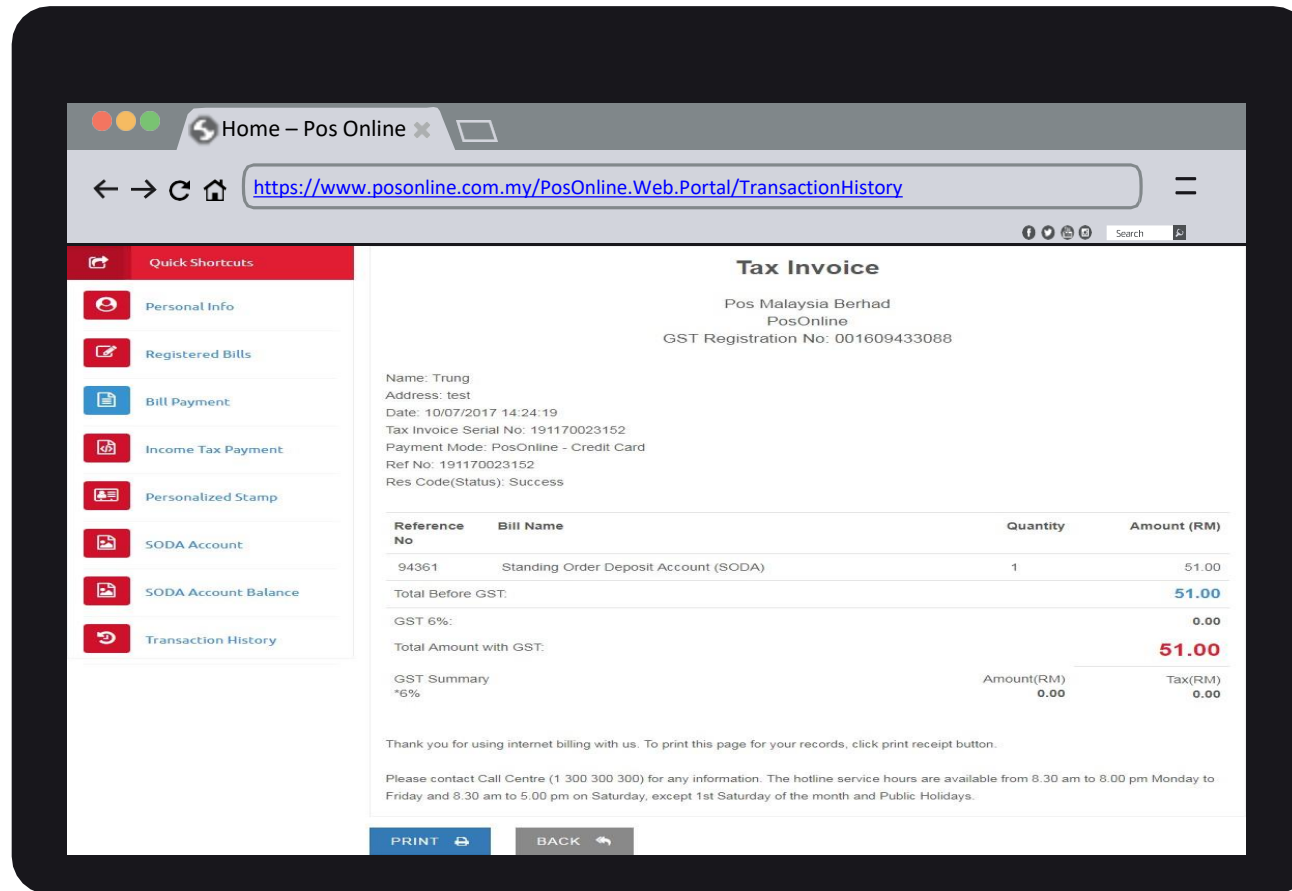 Home – Pos Online
https://www.posonline.com.my/PosOnline.Web.Portal/TransactionHistory
Search
Quick Shortcuts
Personal Info
Registered Bills
Bill Payment
Income Tax Payment
Personalized Stamp
SODA Account
SODA Account Balance
Transaction History
Tax Invoice
Pos Malaysia Berhad
PosOnline
GST Registration No: 001609433088
Name: Trung
Address: test
Date: 10/07/2017 14:24:19
Tax Invoice Serial No: 191170023152
Payment Mode: PosOnline - Credit Card
Ref No: 191170023152
Res Code(Status): Success
Reference No Bill Name Quantity Amount (RM)
94361 Standing Order Deposit Account (SODA) 1 51.00
Total Before GST: 51.00
GST 6%: 0.00
Total Amount with GST: 51.00
GST Summary Amount(RM) Tax(RM)
*6% 0.00 0.00
Thank you for using internet billing with us. To print this page for your records, click print receipt button.
Please contact Call Centre (1 300 300 300) for any information. The hotline service hours are available from 8.30 am to 8.00 pm Monday to
Friday and 8.30 am to 5.00 pm on Saturday, except 1st Saturday of the month and Public Holidays.
PRINT BACK